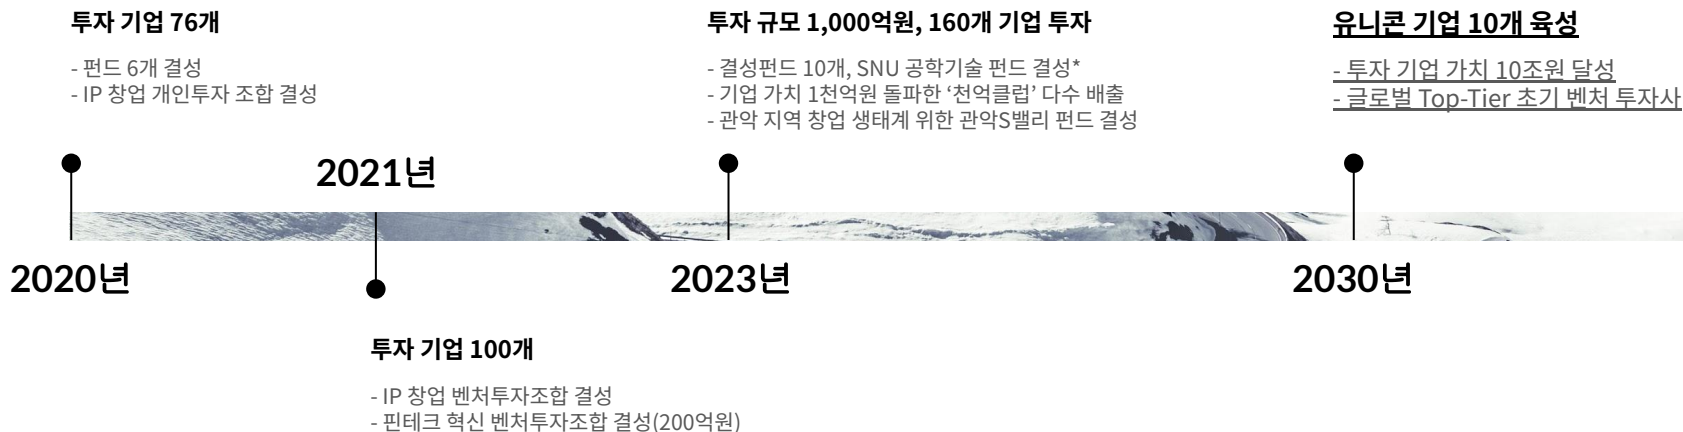 투자 기업 76개
- 펀드 6개 결성
- IP 창업 개인투자 조합 결성
2020년
2021년
투자 기업 100개
- IP 창업 벤처투자조합 결성
- 핀테크 혁신 벤처투자조합 결성(200억원)
투자 규모 1,000억원, 160개 기업 투자
- 결성펀드 10개, SNU 공학기술 펀드 결성*
- 기업 가치 1천억원 돌파한 ‘천억클럽’ 다수 배출
- 관악 지역 창업 생태계 위한 관악S밸리 펀드 결성
2023년
유니콘 기업 10개 육성
- 투자 기업 가치 10조원 달성
- 글로벌 Top-Tier 초기 벤처 투자사
2030년